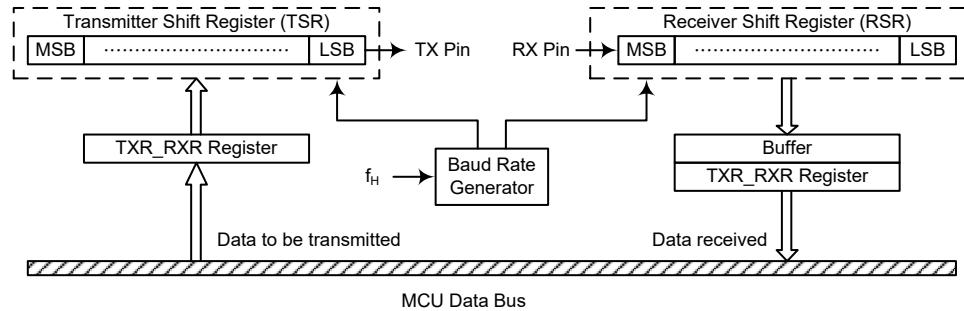 Transmitter Shift Register (TSR)
Receiver Shift Register (RSR)
MSB ............................ LSB
TX Pin
RX Pin
MSB ............................ LSB
TXR_RXR Register
fH
Baud Rate
Generator
Buffer
TXR_RXR Register
Data to be transmitted
Data received
MCU Data Bus